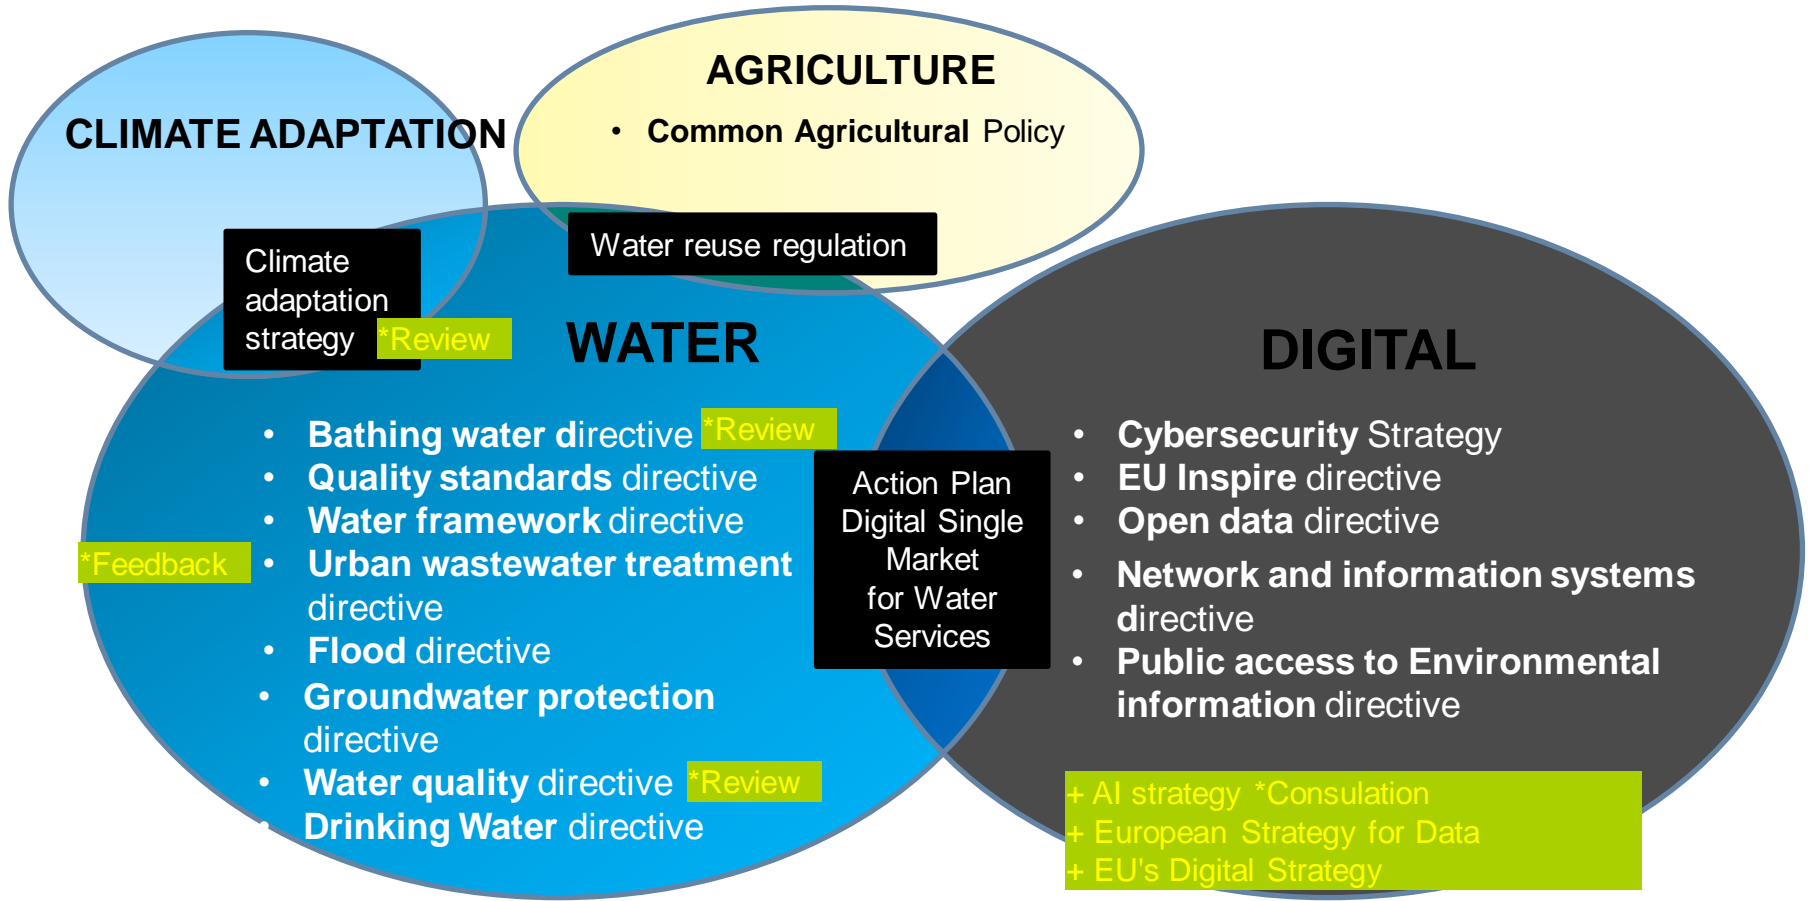 AGRICULTURE
• Common Agricultural Policy
CLIMATE ADAPTATION
Climate
adaptation
strategy *Review
Water reuse regulation
WATER
• Bathing water directive *Review
• Quality standards directive
• Water framework directive
*Feedback • Urban wastewater treatment
directive
• Flood directive
• Groundwater protection
directive
• Water quality directive *Review
• Drinking Water directive
Action Plan
Digital Single
Market
for Water
Services
DIGITAL
• Cybersecurity Strategy
• EU Inspire directive
• Open data directive
• Network and information systems
directive
• Public access to Environmental
information directive
+ AI strategy *Consulation
+ European Strategy for Data
+ EU's Digital Strategy